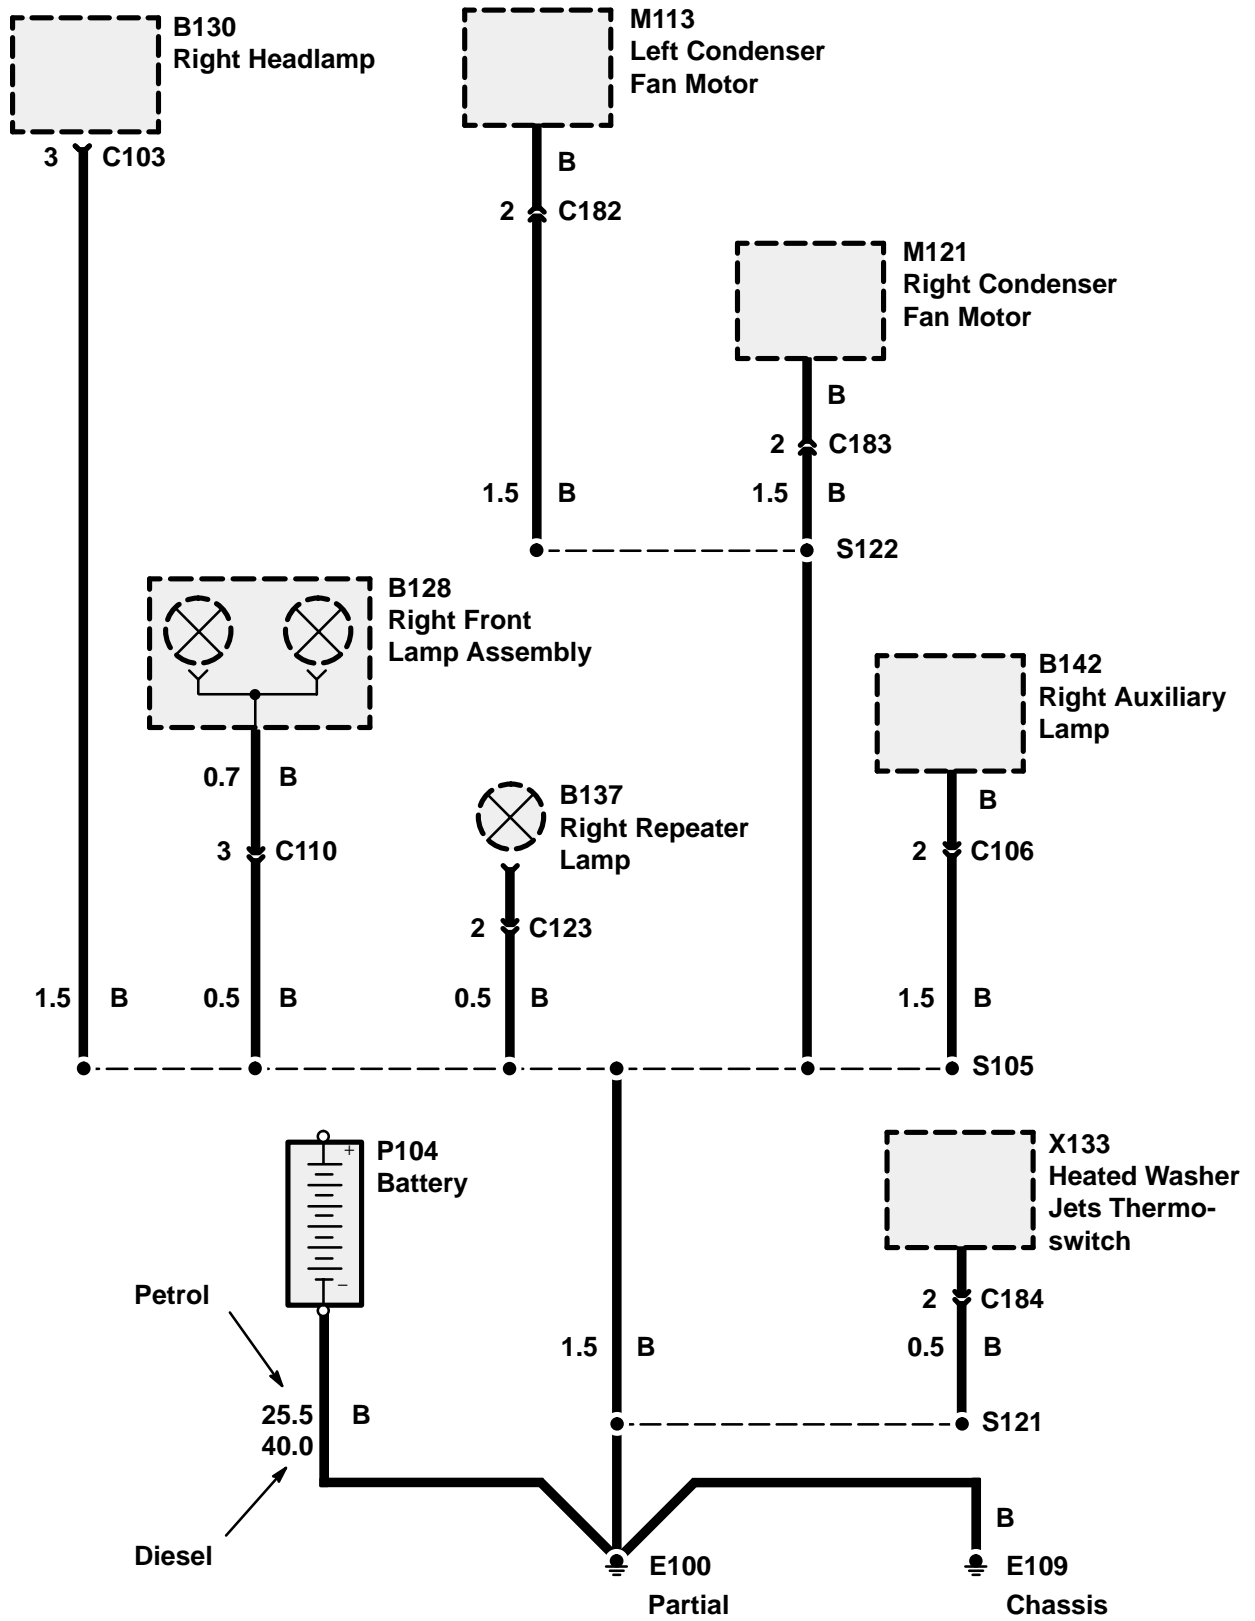 B130
Right Headlamp
3 C103
M113
Left Condenser
Fan Motor
B
2 C182
M121
Right Condenser
Fan Motor
B
2 C183
1.5 B
1.5 B
S122
B128
Right Front
Lamp Assembly
0.7 B
3 C110
B137
Right Repeater
Lamp
2 C123
B142
Right Auxiliary
Lamp
B
2 C106
1.5 B
0.5 B
0.5 B
1.5 B
S105
P104
Battery
+
−
X133
Heated Washer
Jets Thermo-
switch
2 C184
Petrol
25.5 B
40.0
Diesel
1.5 B
0.5 B
S121
B
E100
Partial
E109
Chassis